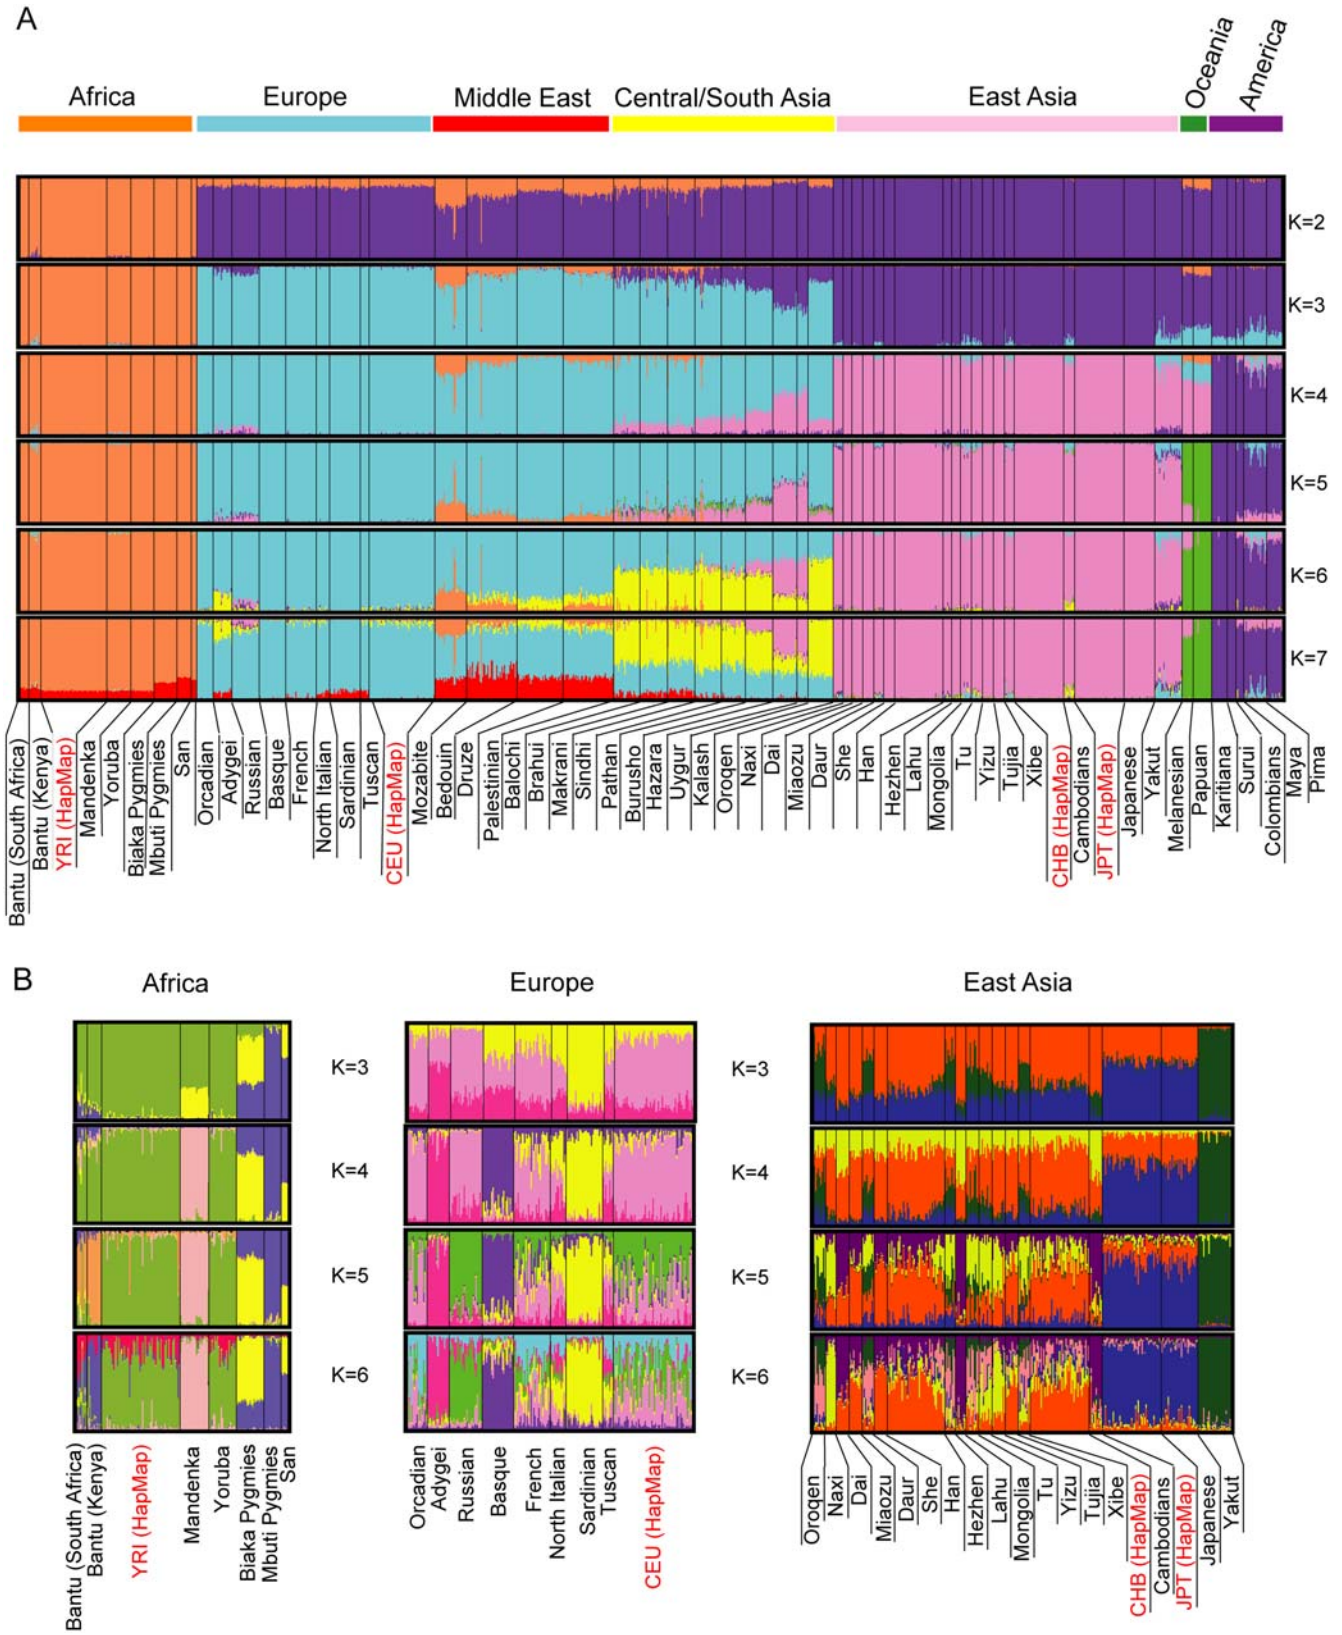 A
Africa
Europe
Middle East
Central/South Asia
East Asia
Oceania
America
K=2
K=3
K=4
K=5
K=6
K=7
Bantu (South Africa)
Bantu (Kenya)
YRI (HapMap)
Mandenka
Yoruba
Biaka Pygmies
Mbuti Pygmies
San
Orcadian
Adygei
Russian
Basque
French
North Italian
Sardinian
Tuscan
CEU (HapMap)
Mozabite
Bedouin
Druze
Palestinian
Balochi
Brahui
Makrani
Sindhi
Pathan
Burusho
Hazara
Uygur
Kalash
Oroqen
Naxi
Dai
Miaozu
Daur
She
Han
Hezhen
Lahu
Mongolia
Tu
Yizu
Tujia
Xibe
CHB (HapMap)
Cambodians
JPT (HapMap)
Japanese
Yakut
Melanesian
Papuan
Karitiana
Surui
Colombians
Maya
Pima
B
Africa
Europe
East Asia
K=3
K=3
K=4
K=4
K=5
K=5
K=6
K=6
Bantu (South Africa)
Bantu (Kenya)
YRI (HapMap)
Mandenka
Yoruba
Biaka Pygmies
Mbuti Pygmies
San
Orcadian
Adygei
Russian
Basque
French
North Italian
Sardinian
Tuscan
CEU (HapMap)
Oroqen
Naxi
Dai
Miaozu
Daur
She
Han
Hezhen
Lahu
Mongolia
Tu
Yizu
Tujia
Xibe
CHB (HapMap)
Cambodians
JPT (HapMap)
Japanese
Yakut